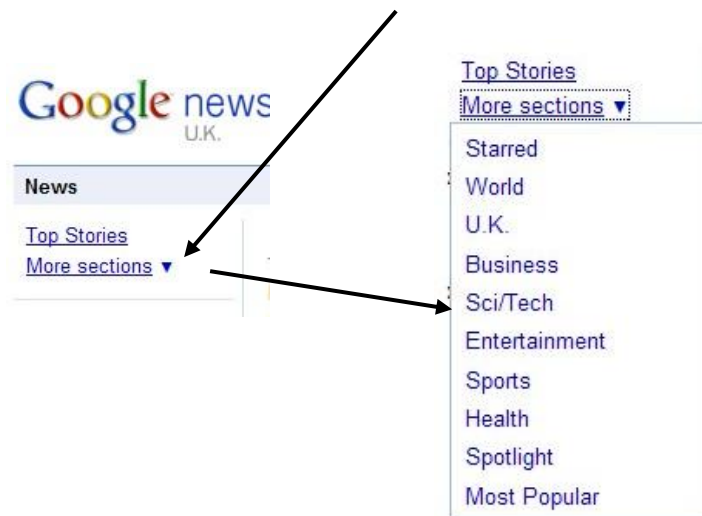 Google news
U.K.
News
Top Stories
More sections ▼
Top Stories
More sections ▼
Starred
World
U.K.
Business
Sci/Tech
Entertainment
Sports
Health
Spotlight
Most Popular